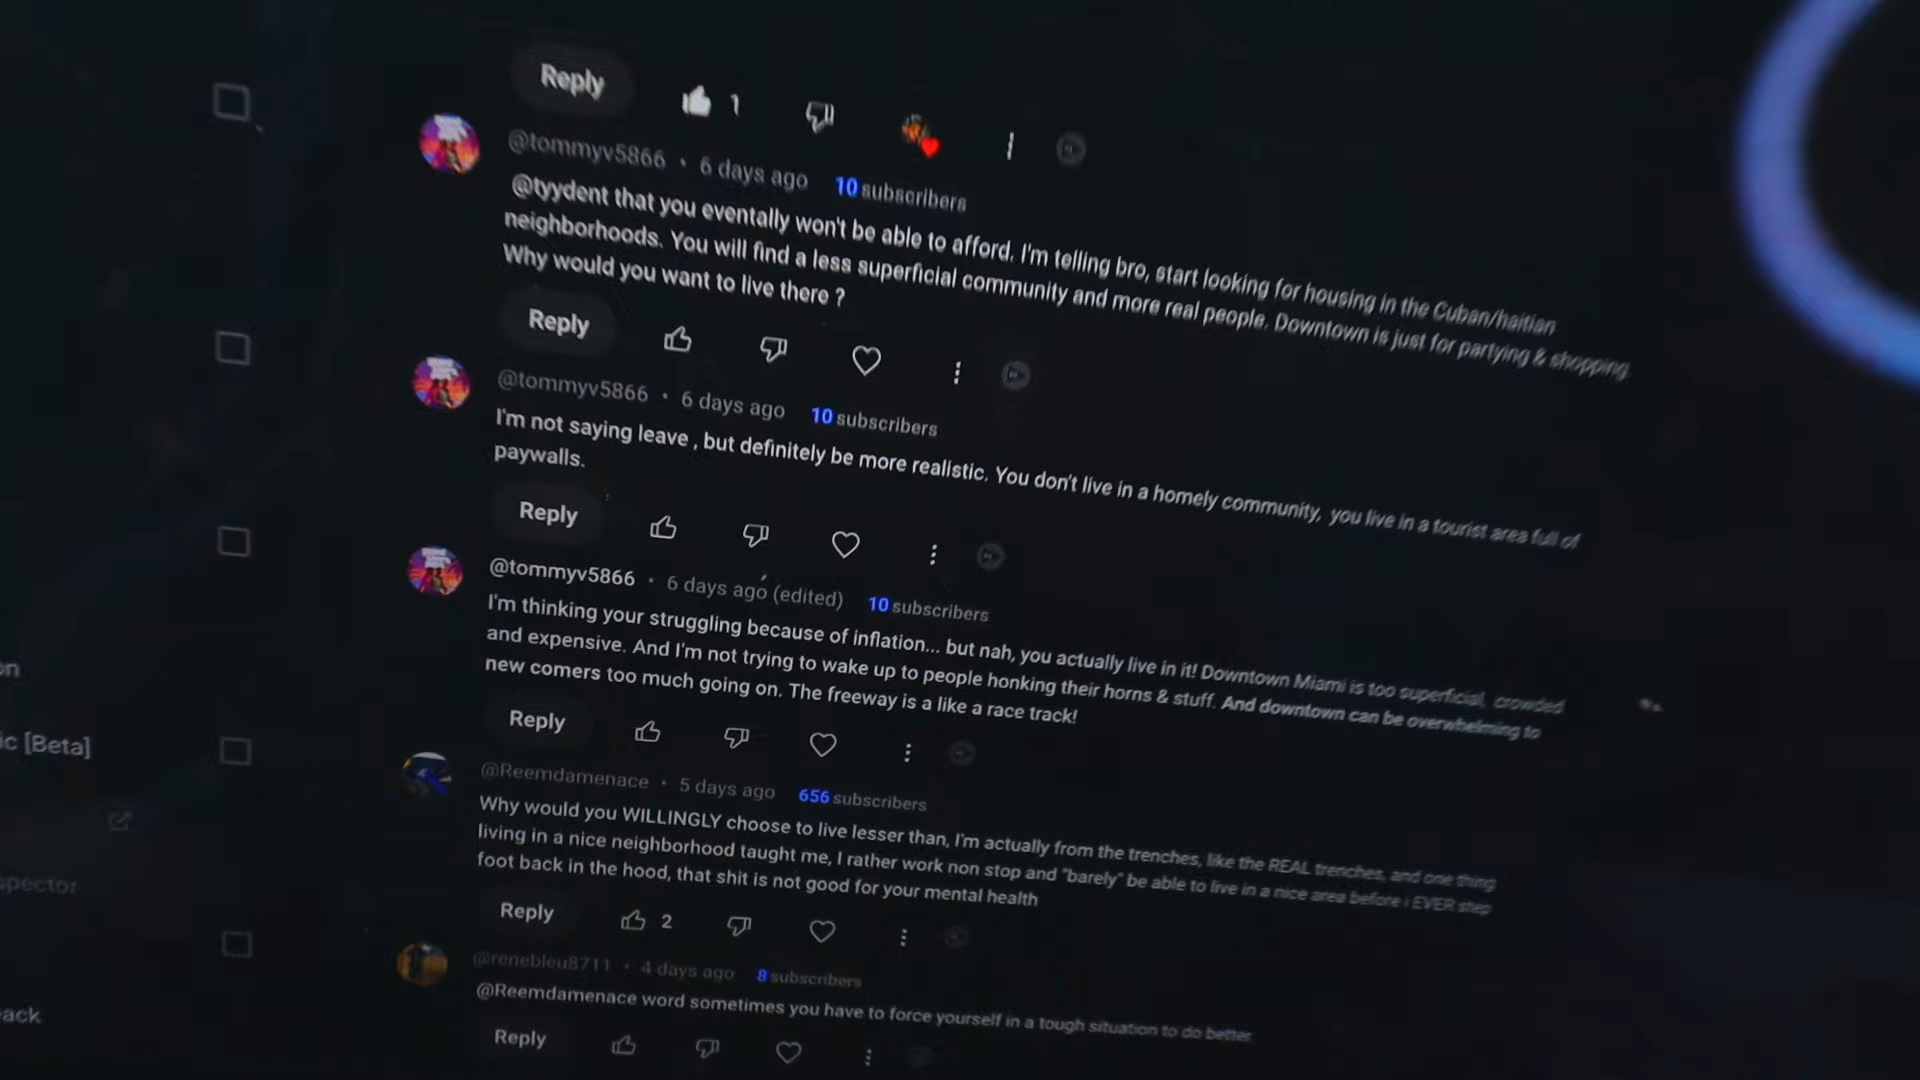 Reply 1
@tommyv5866 • 6 days ago 10 subscribers
@tyydent that you eventally won't be able to afford. I'm telling bro, start looking for housing in the Cuban/haitian
neighborhoods. You will find a less superficial community and more real people. Downtown is just for partying & shopping.
Why would you want to live there ?
Reply
@tommyv5866 • 6 days ago 10 subscribers
I'm not saying leave , but definitely be more realistic. You don't live in a homely community, you live in a tourist area full of
paywalls.
Reply
@tommyv5866 • 6 days ago (edited) 10 subscribers
I'm thinking your struggling because of inflation... but nah, you actually live in it! Downtown Miami is too superficial, crowded
and expensive. And I'm not trying to wake up to people honking their horns & stuff. And downtown can be overwhelming to
new comers too much going on. The freeway is a like a race track!
on
Reply
ic [Beta]
@Reemdamenace • 5 days ago 656 subscribers
Why would you WILLINGLY choose to live lesser than, I'm actually from the trenches, like the REAL trenches, and one thing
living in a nice neighborhood taught me, I rather work non stop and "barely" be able to live in a nice area before i EVER step
foot back in the hood, that shit is not good for your mental health
spector
Reply 2
@renebleu8711 • 4 days ago 8 subscribers
@Reemdamenace word sometimes you have to force yourself in a tough situation to do better
ack
Reply